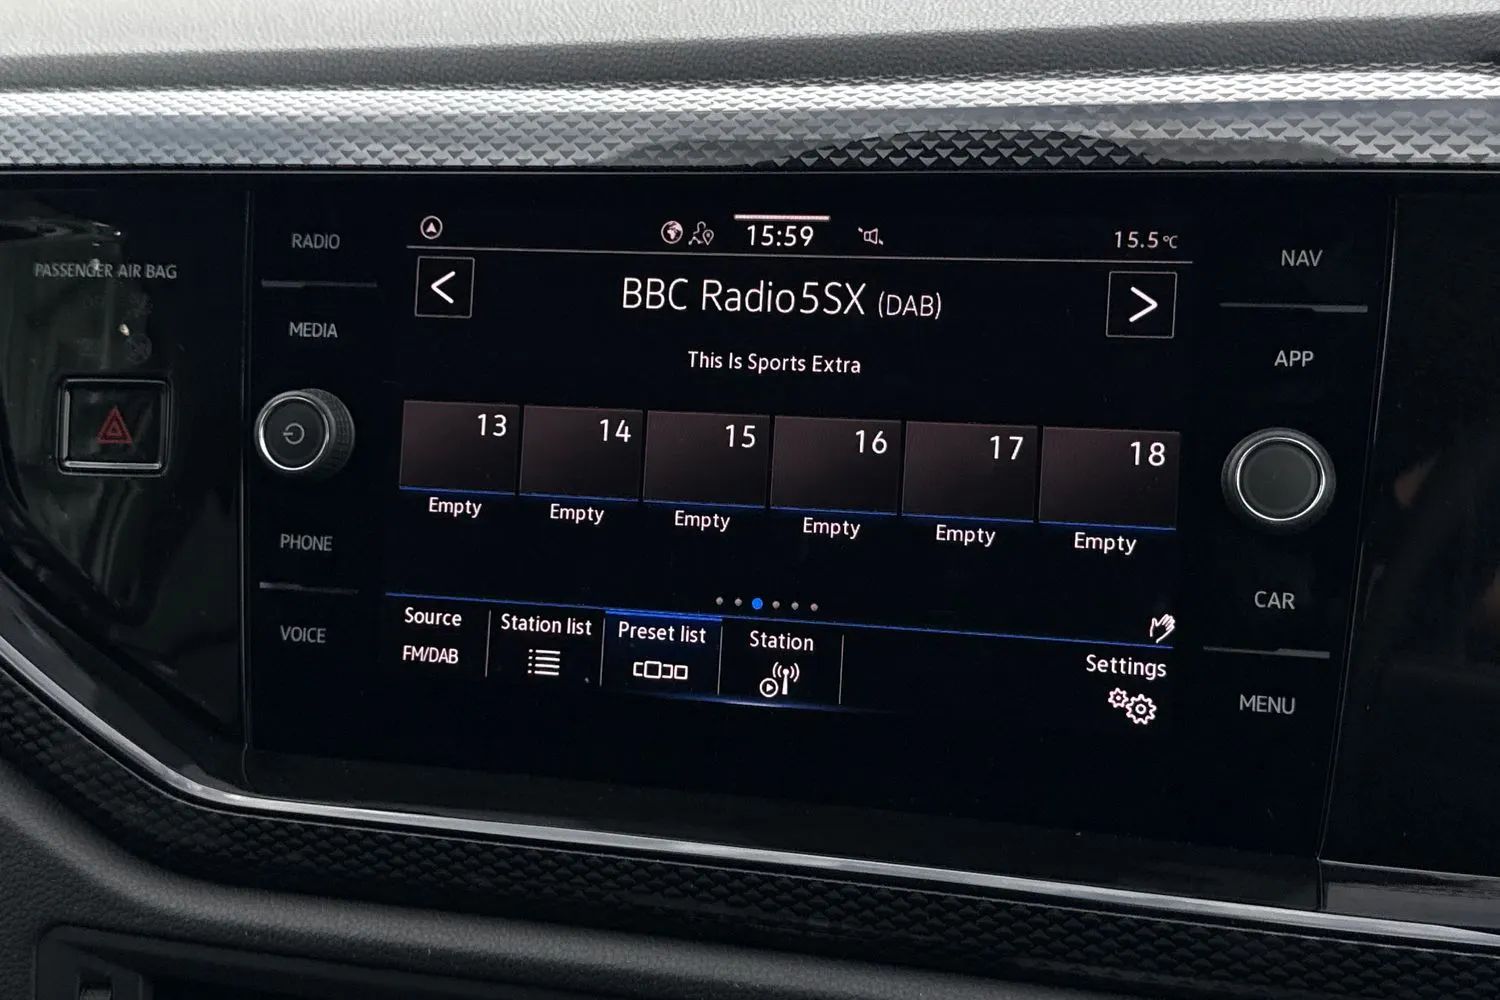 PASSENGER AIR BAG
RADIO
MEDIA
PHONE
VOICE
15:59
15.5°C
BBC Radio5SX (DAB)
This Is Sports Extra
13 14 15 16 17 18
Empty Empty Empty Empty Empty Empty
Source Station list Preset list Station
FM/DAB
Settings
NAV
APP
CAR
MENU